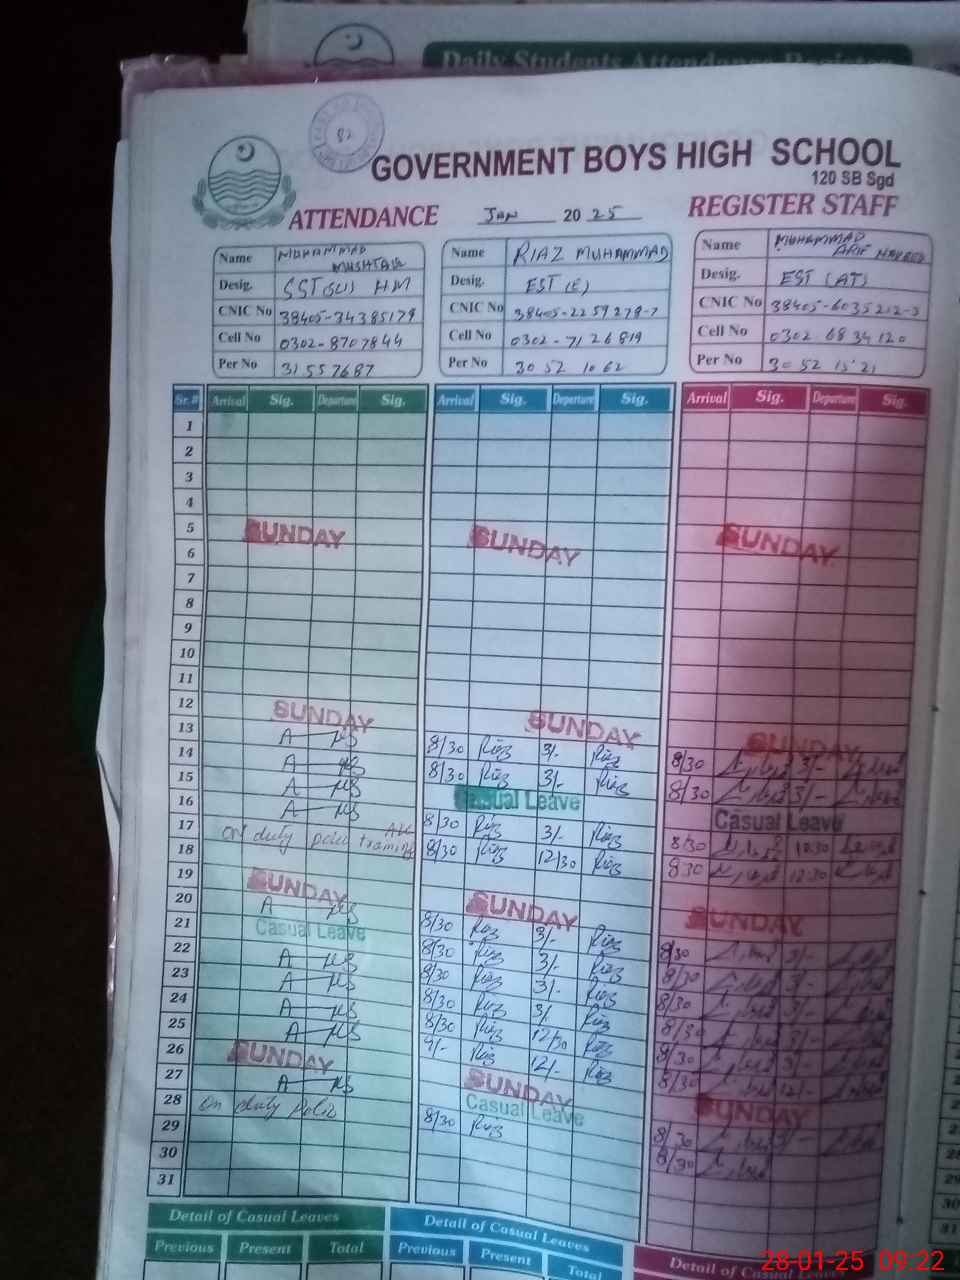 Daily Students Attendance Register
82
GOVERNMENT BOYS HIGH SCHOOL
120 SB Sgd
ATTENDANCE Jan 2025 REGISTER STAFF
Name MUHAMMAD MUSHTAQ
Desig. SST HM
CNIC No 38405-34385179
Cell No 0302-8707844
Per No 31557687
Name RIAZ MUHAMMAD
Desig. EST (E)
CNIC No 38405-2259279-7
Cell No 0302-7126819
Per No 30521062
Name MUHAMMAD ARIF
Desig. EST (AT)
CNIC No 38405-6035212-3
Cell No 0302 6834120
Per No 30521521
Sr.# Arrival Sig. Departure Sig. Arrival Sig. Departure Sig. Arrival Sig. Departure Sig.
1
2
3
4
5 SUNDAY SUNDAY SUNDAY
6
7
8
9
10
11
12 SUNDAY SUNDAY SUNDAY
13 A 8/30 Riaz 3/- Riaz 8/30 3/-
14 A 8/30 Riaz 3/- Riaz 8/30 3/-
15 A Casual Leave Casual Leave
16 A 8/30 Riaz 3/- Riaz 8/30 12:30
17 on duty polio training 8/30 Riaz 12/30 Riaz 830 12:30
18
19 SUNDAY SUNDAY SUNDAY
20 A 8/30 Riaz 3/- Riaz 8/30 3/-
21 Casual Leave 8/30 Riaz 3/- Riaz 8/30 3/-
22 A 8/30 Riaz 3/- Riaz 8/30 3/-
23 A 8/30 Riaz 3/- Riaz 8/30 3/-
24 A 8/30 Riaz 12/30 Riaz 8/30
25 A 9/- Riaz 12/- Riaz 8/30 12/-
26 SUNDAY SUNDAY SUNDAY
27 A Casual Leave 8/30 3/-
28 on duty Polio 8/30 Riaz 8/30
29
30
31
Detail of Casual Leaves Detail of Casual Leaves Detail of Casual Leaves
Previous Present Total Previous Present Total
28-01-25 09:22